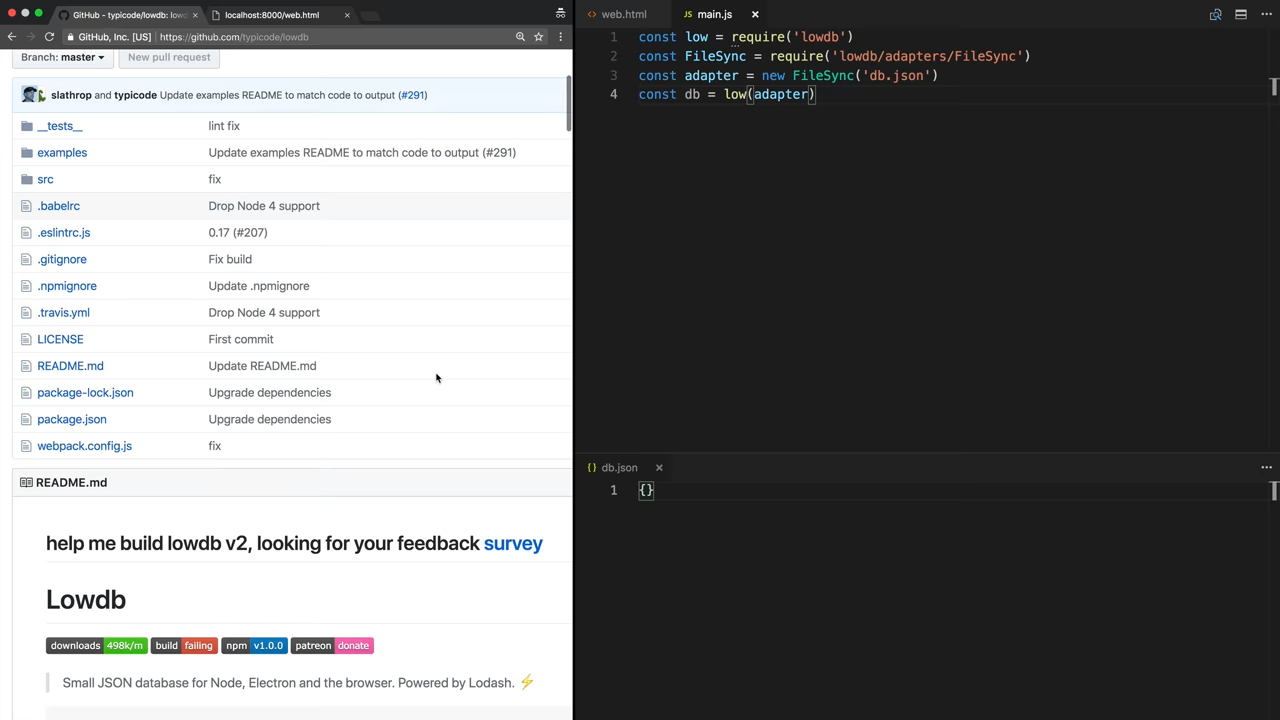 GitHub - typicode/lowdb: lowd
localhost:8000/web.html
GitHub, Inc. [US] | https://github.com/typicode/lowdb
Branch: master
New pull request
slathrop and typicode Update examples README to match code to output (#291)
__tests__ lint fix
examples Update examples README to match code to output (#291)
src fix
.babelrc Drop Node 4 support
.eslintrc.js 0.17 (#207)
.gitignore Fix build
.npmignore Update .npmignore
.travis.yml Drop Node 4 support
LICENSE First commit
README.md Update README.md
package-lock.json Upgrade dependencies
package.json Upgrade dependencies
webpack.config.js fix
README.md
help me build lowdb v2, looking for your feedback survey
Lowdb
downloads 498k/m build failing npm v1.0.0 patreon donate
Small JSON database for Node, Electron and the browser. Powered by Lodash. ⚡
<> web.html
JS main.js
1 const low = require('lowdb')
2 const FileSync = require('lowdb/adapters/FileSync')
3 const adapter = new FileSync('db.json')
4 const db = low(adapter)
{} db.json
1 {}